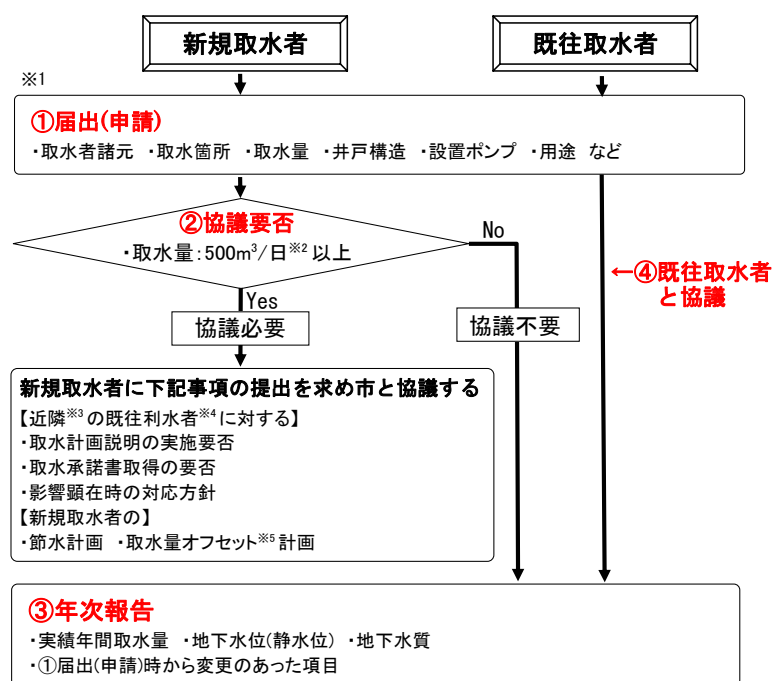 新規取水者
既往取水者
※1
①届出(申請)
・取水者諸元 ・取水箇所 ・取水量 ・井戸構造 ・設置ポンプ ・用途 など
②協議要否
・取水量：500m³/日※2 以上
No
Yes
←④既往取水者
と協議
協議必要
協議不要
新規取水者に下記事項の提出を求め市と協議する
【近隣※3の既往利水者※4に対する】
・取水計画説明の実施要否
・取水承諾書取得の要否
・影響顕在時の対応方針
【新規取水者の】
・節水計画 ・取水量オフセット※5計画
③年次報告
・実績年間取水量 ・地下水位(静水位) ・地下水質
・①届出(申請)時から変更のあった項目